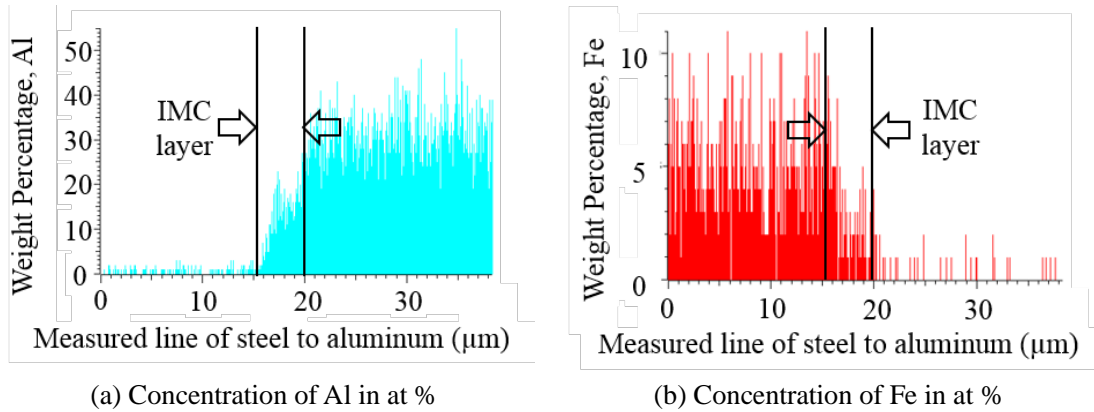 Weight Percentage, Al
50
40
30
20
10
0
IMC
layer
0 10 20 30
Measured line of steel to aluminum (μm)
(a) Concentration of Al in at %
Weight Percentage, Fe
10
5
0
IMC
layer
0 10 20 30
Measured line of steel to aluminum (μm)
(b) Concentration of Fe in at %